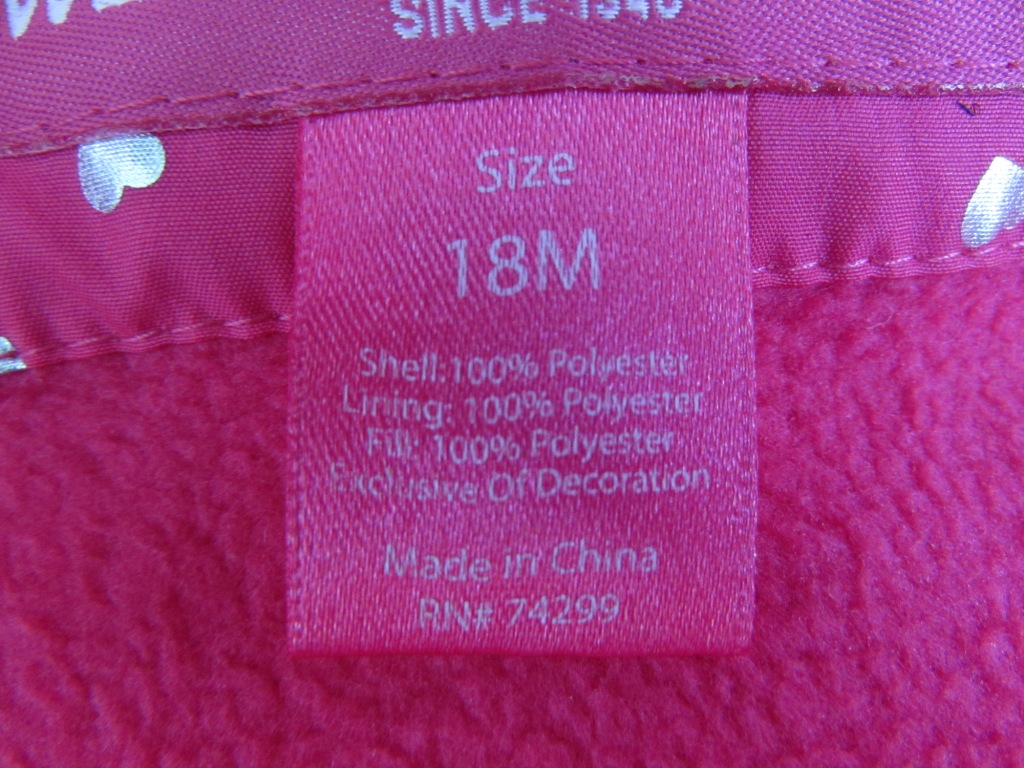 SINCE 1946
Size
18M
Shell:100% Polyester
Lining: 100% Polyester
Fill: 100% Polyester
Exclusive Of Decoration
Made in China
RN# 74299